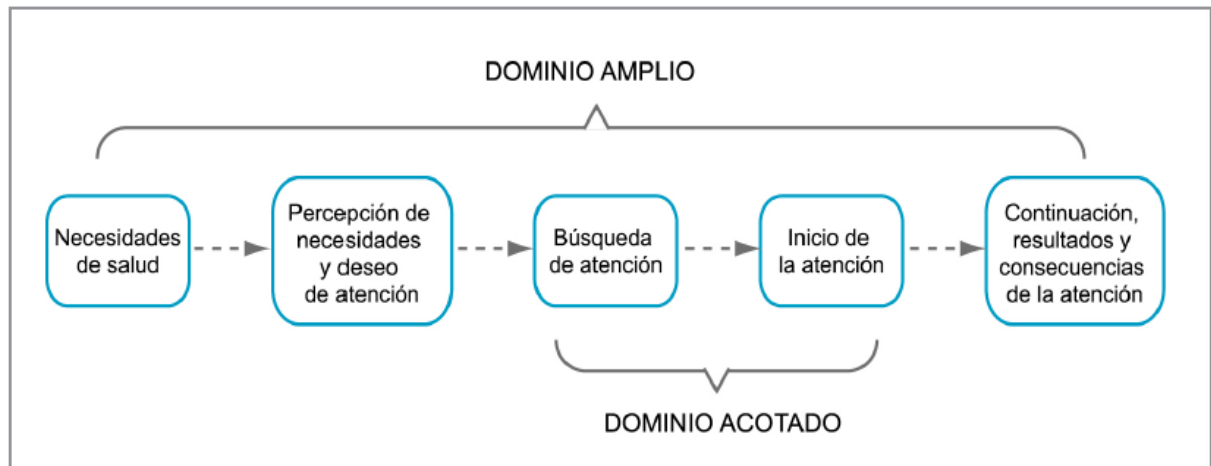 DOMINIO AMPLIO
Necesidades
de salud
Percepción de
necesidades
y deseo
de atención
Búsqueda
de atención
Inicio de
la atención
Continuación,
resultados y
consecuencias
de la atención
DOMINIO ACOTADO